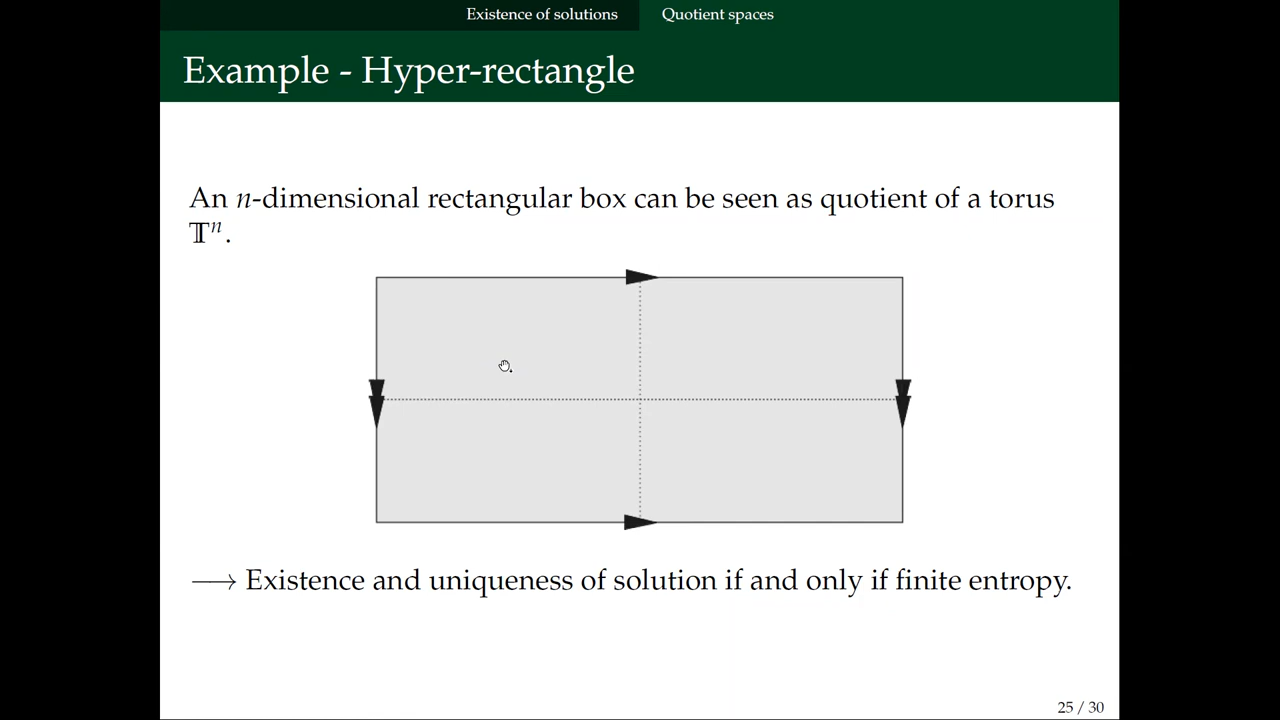 Existence of solutions Quotient spaces
Example - Hyper-rectangle
An n-dimensional rectangular box can be seen as quotient of a torus
𝕋ⁿ.
⟶ Existence and uniqueness of solution if and only if finite entropy.
25 / 30